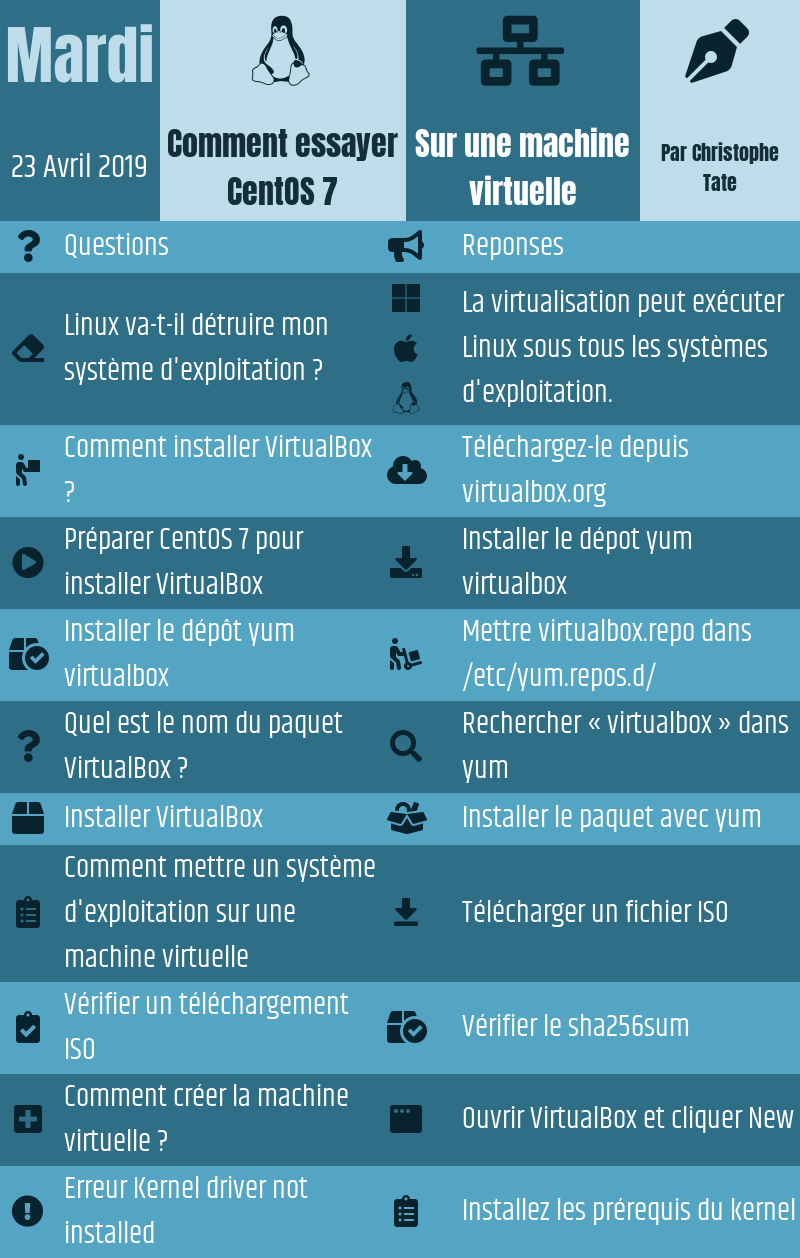 Mardi
23 Avril 2019
Comment essayer
CentOS 7
Sur une machine
virtuelle
Par Christophe
Tate
Questions
Reponses
Linux va-t-il détruire mon
système d'exploitation ?
La virtualisation peut exécuter
Linux sous tous les systèmes
d'exploitation.
Comment installer VirtualBox
?
Téléchargez-le depuis
virtualbox.org
Préparer CentOS 7 pour
installer VirtualBox
Installer le dépot yum
virtualbox
Installer le dépôt yum
virtualbox
Mettre virtualbox.repo dans
/etc/yum.repos.d/
Quel est le nom du paquet
VirtualBox ?
Rechercher « virtualbox » dans
yum
Installer VirtualBox
Installer le paquet avec yum
Comment mettre un système
d'exploitation sur une
machine virtuelle
Télécharger un fichier ISO
Vérifier un téléchargement
ISO
Vérifier le sha256sum
Comment créer la machine
virtuelle ?
Ouvrir VirtualBox et cliquer New
Erreur Kernel driver not
installed
Installez les prérequis du kernel